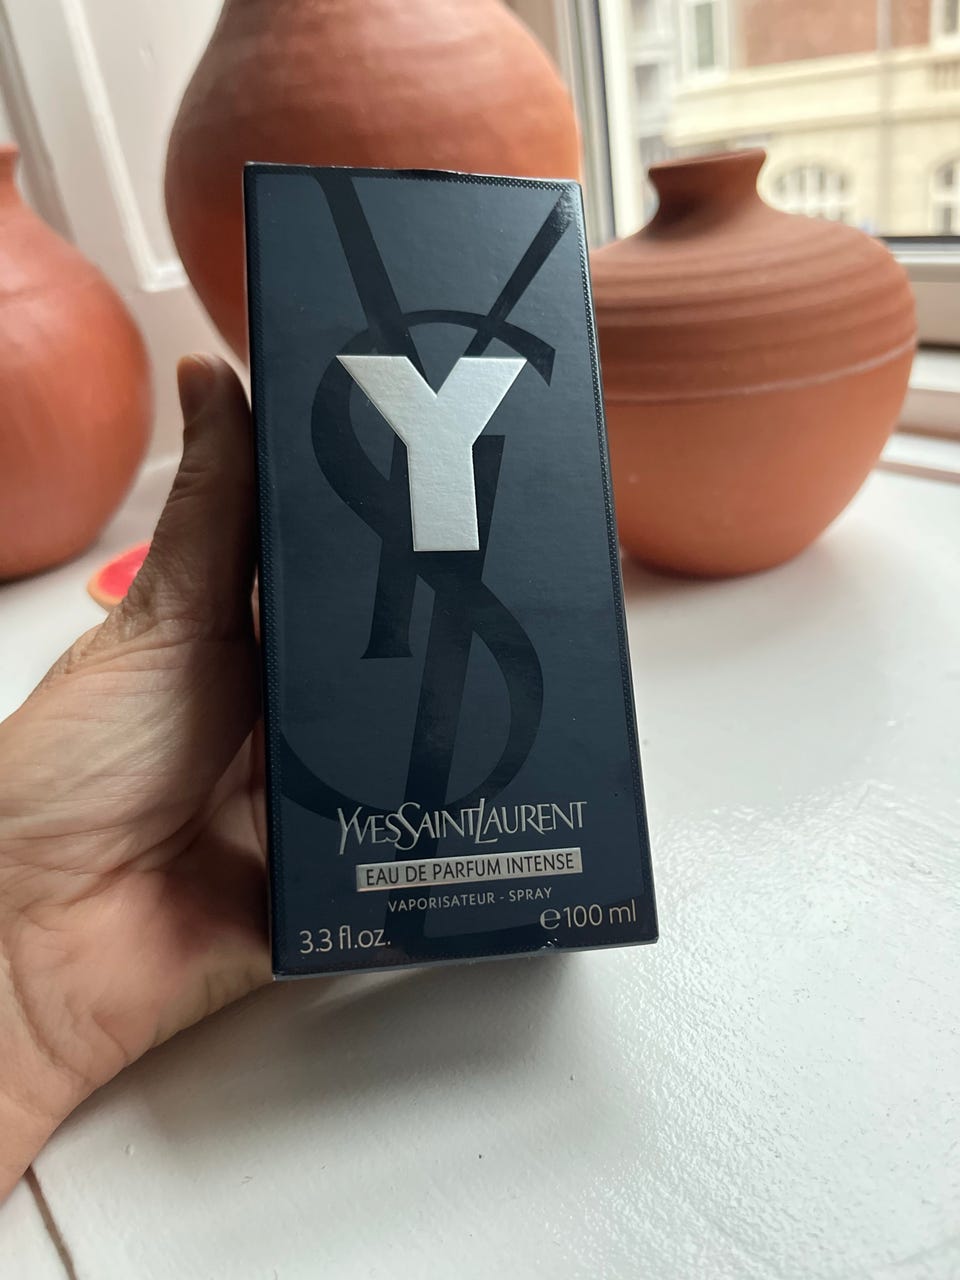 Y
YVESSAINTLAURENT
EAU DE PARFUM INTENSE
VAPORISATEUR - SPRAY
3.3 fl.oz. ℮100 ml